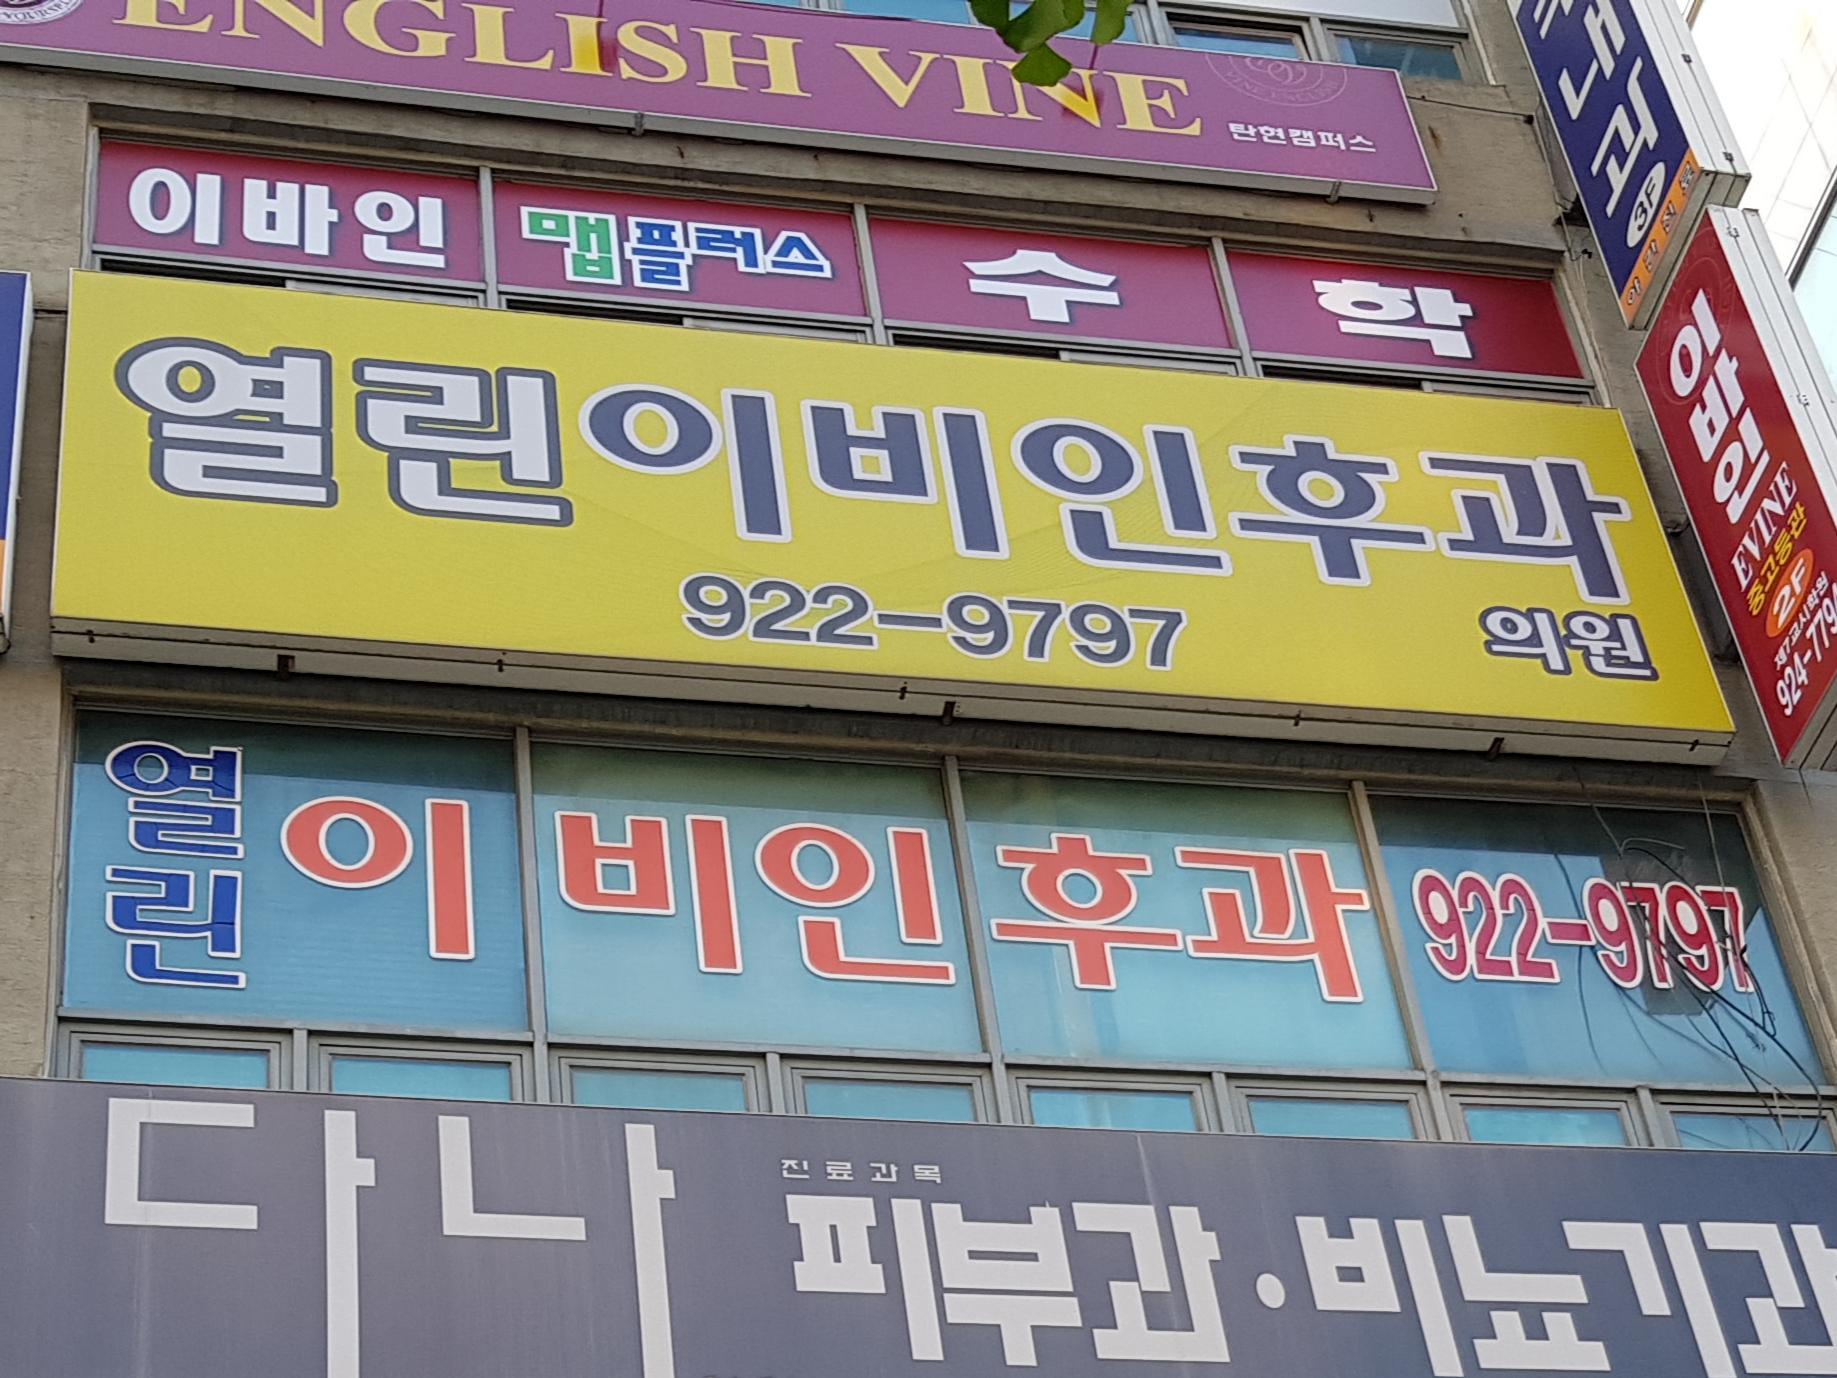 ENGLISH VINE
탄현캠퍼스
이바인 맵플러스 수학
열린이비인후과
922-9797
의원
열린 이비인후과 922-9797
다나
진료과목
피부과·비뇨기과
내과
3F
이바인
EVINE
중고등관
2F
924-779